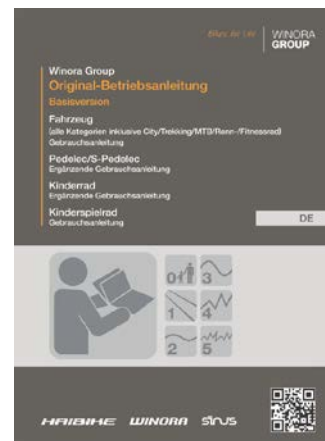 Bikes for Life
WINORA
GROUP
Winora Group
Original-Betriebsanleitung
Basisversion
Fahrzeug
(alle Kategorien inklusive City/Trekking/MTB/Renn-/Fitnessrad)
Gebrauchsanleitung
Pedelec/S-Pedelec
Ergänzende Gebrauchsanleitung
Kinderrad
Ergänzende Gebrauchsanleitung
Kinderspielrad
Gebrauchsanleitung
DE
0 3
1 4
2 5
HAIBIKE WINORA SINUS